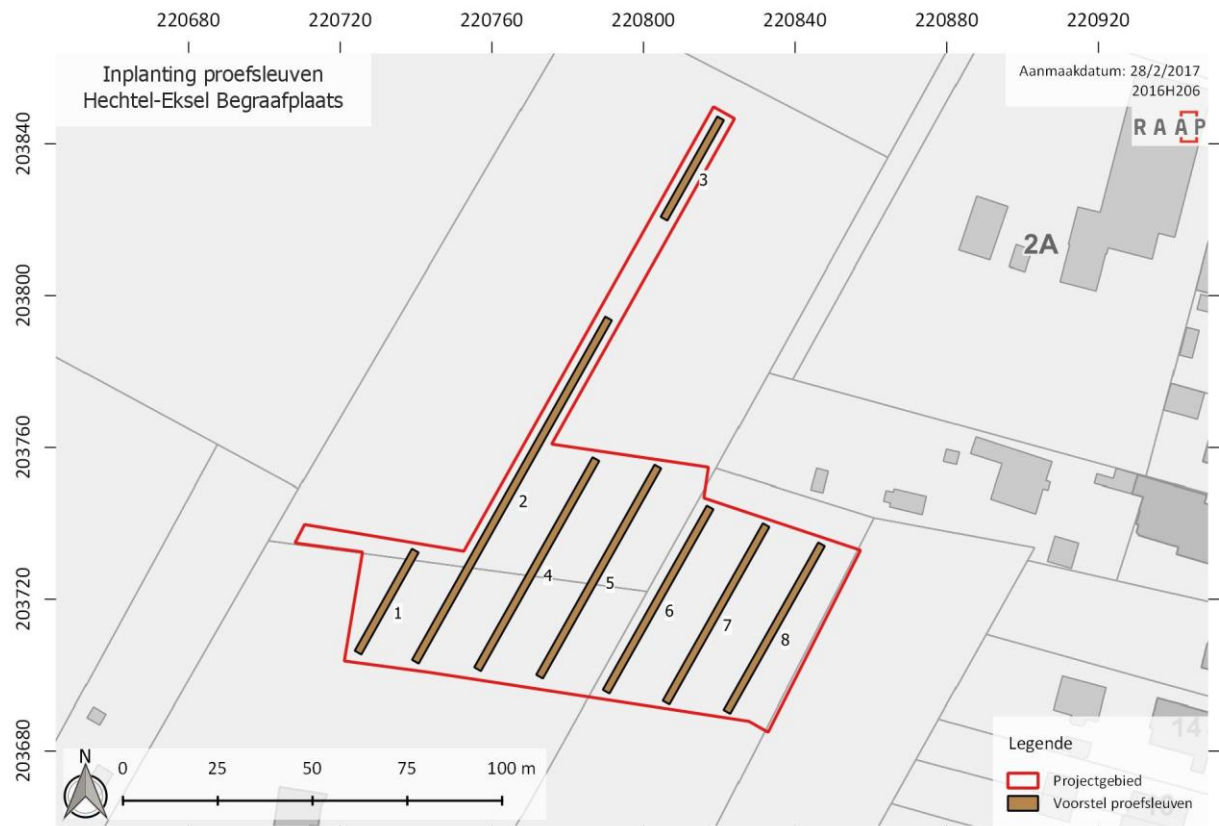 220680 220720 220760 220800 220840 220880 220920
Inplanting proefsleuven
Hechtel-Eksel Begraafplaats
Aanmaakdatum: 28/2/2017
2016H206
RAAP
203840
203800
203760
203720
203680
2A
3
2
4
5
1
6
7
8
14
N
0 25 50 75 100 m
Legende
Projectgebied
Voorstel proefsleuven